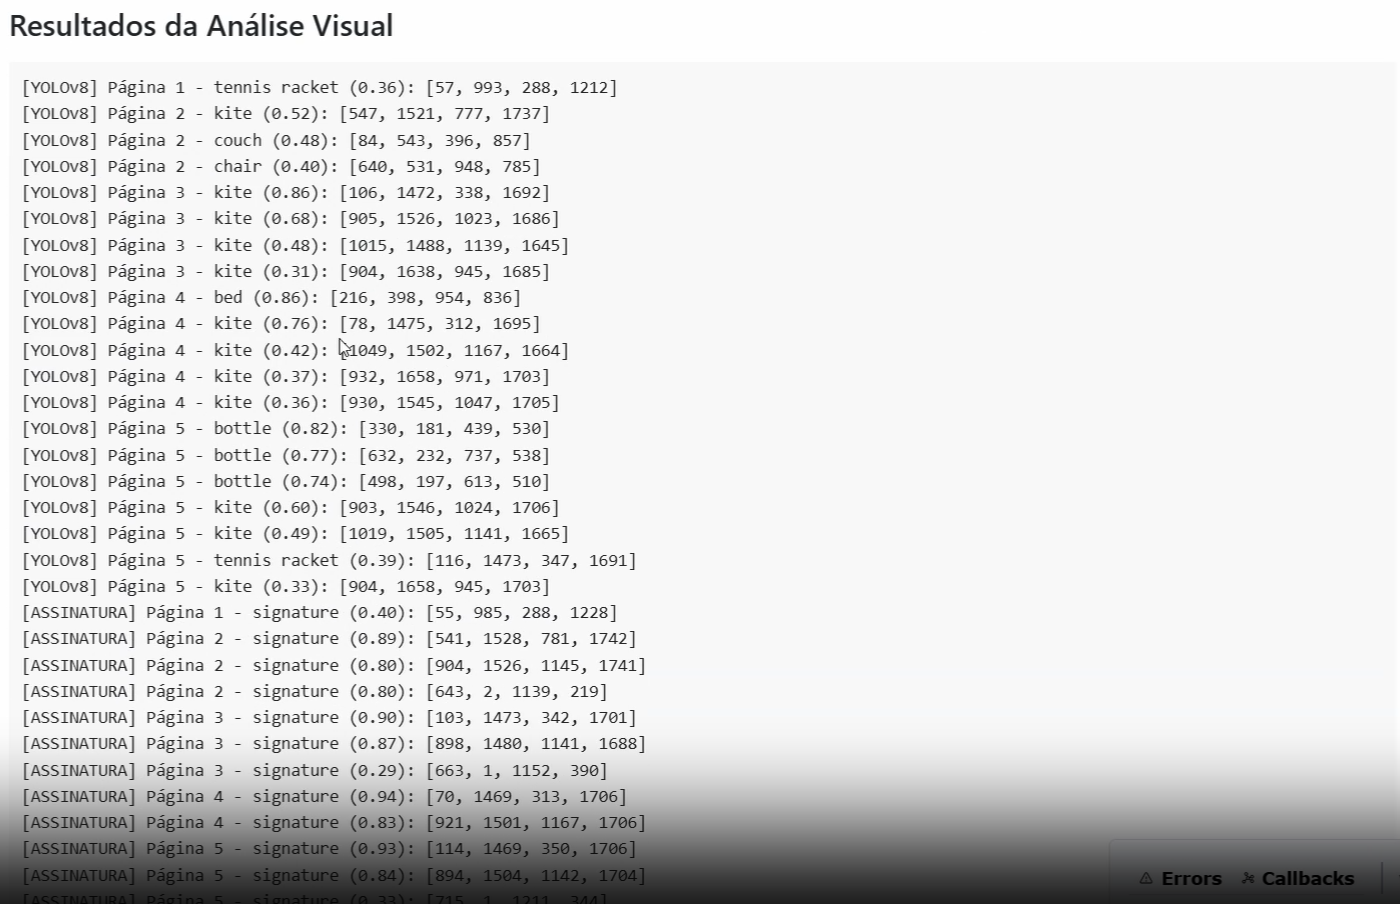 Resultados da Análise Visual
[YOLOv8] Página 1 - tennis racket (0.36): [57, 993, 288, 1212]
[YOLOv8] Página 2 - kite (0.52): [547, 1521, 777, 1737]
[YOLOv8] Página 2 - couch (0.48): [84, 543, 396, 857]
[YOLOv8] Página 2 - chair (0.40): [640, 531, 948, 785]
[YOLOv8] Página 3 - kite (0.86): [106, 1472, 338, 1692]
[YOLOv8] Página 3 - kite (0.68): [905, 1526, 1023, 1686]
[YOLOv8] Página 3 - kite (0.48): [1015, 1488, 1139, 1645]
[YOLOv8] Página 3 - kite (0.31): [904, 1638, 945, 1685]
[YOLOv8] Página 4 - bed (0.86): [216, 398, 954, 836]
[YOLOv8] Página 4 - kite (0.76): [78, 1475, 312, 1695]
[YOLOv8] Página 4 - kite (0.42): [1049, 1502, 1167, 1664]
[YOLOv8] Página 4 - kite (0.37): [932, 1658, 971, 1703]
[YOLOv8] Página 4 - kite (0.36): [930, 1545, 1047, 1705]
[YOLOv8] Página 5 - bottle (0.82): [330, 181, 439, 530]
[YOLOv8] Página 5 - bottle (0.77): [632, 232, 737, 538]
[YOLOv8] Página 5 - bottle (0.74): [498, 197, 613, 510]
[YOLOv8] Página 5 - kite (0.60): [903, 1546, 1024, 1706]
[YOLOv8] Página 5 - kite (0.49): [1019, 1505, 1141, 1665]
[YOLOv8] Página 5 - tennis racket (0.39): [116, 1473, 347, 1691]
[YOLOv8] Página 5 - kite (0.33): [904, 1658, 945, 1703]
[ASSINATURA] Página 1 - signature (0.40): [55, 985, 288, 1228]
[ASSINATURA] Página 2 - signature (0.89): [541, 1528, 781, 1742]
[ASSINATURA] Página 2 - signature (0.80): [904, 1526, 1145, 1741]
[ASSINATURA] Página 2 - signature (0.80): [643, 2, 1139, 219]
[ASSINATURA] Página 3 - signature (0.90): [103, 1473, 342, 1701]
[ASSINATURA] Página 3 - signature (0.87): [898, 1480, 1141, 1688]
[ASSINATURA] Página 3 - signature (0.29): [663, 1, 1152, 390]
[ASSINATURA] Página 4 - signature (0.94): [70, 1469, 313, 1706]
[ASSINATURA] Página 4 - signature (0.83): [921, 1501, 1167, 1706]
[ASSINATURA] Página 5 - signature (0.93): [114, 1469, 350, 1706]
[ASSINATURA] Página 5 - signature (0.84): [894, 1504, 1142, 1704]
[ASSINATURA] Página 5 - signature (0.33): [715, 1, 1211, 344]
Errors Callbacks